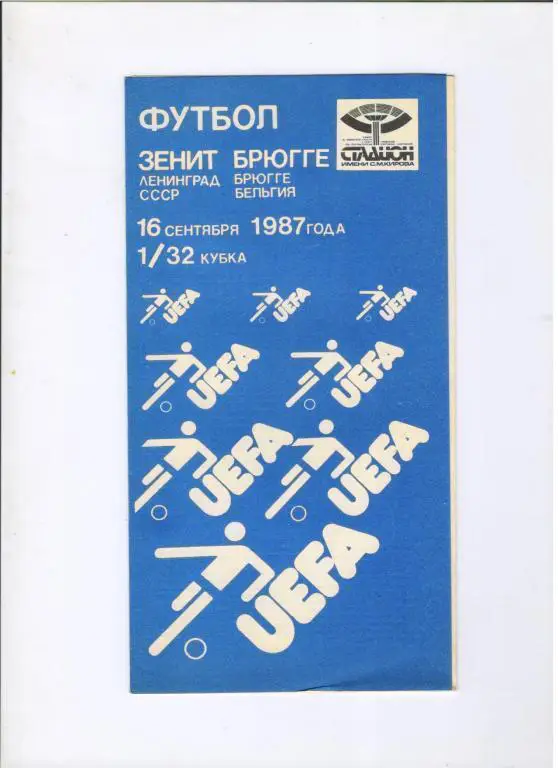 ФУТБОЛ
ЗЕНИТ БРЮГГЕ
ЛЕНИНГРАД БРЮГГЕ
СССР БЕЛЬГИЯ
СТАДИОН
ИМЕНИ С.М.КИРОВА
16 СЕНТЯБРЯ 1987 ГОДА
1/32 КУБКА
UEFA UEFA UEFA
UEFA UEFA
UEFA UEFA
UEFA